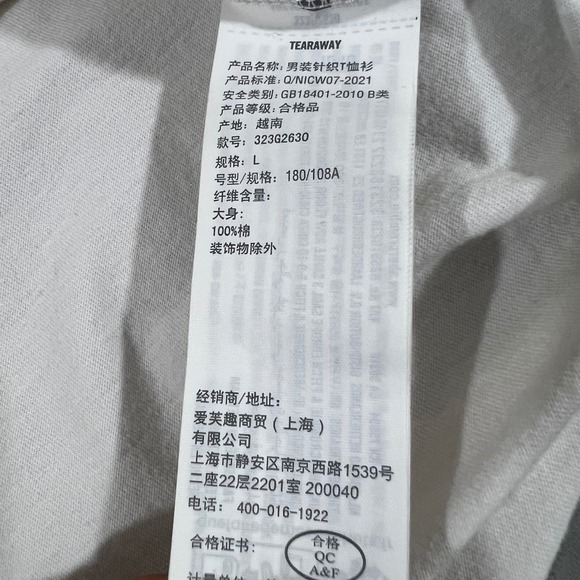 TEARAWAY
产品名称: 男装针织T恤衫
产品标准: Q/NICW07-2021
安全类别: GB18401-2010 B类
产品等级: 合格品
产地: 越南
款号: 323G2630
规格: L
号型/规格: 180/108A
纤维含量:
大身:
100%棉
装饰物除外
经销商/地址:
爱芙趣商贸(上海)
有限公司
上海市静安区南京西路1539号
二座22层2201室 200040
电话: 400-016-1922
合格证书:
合格
QC
A&F